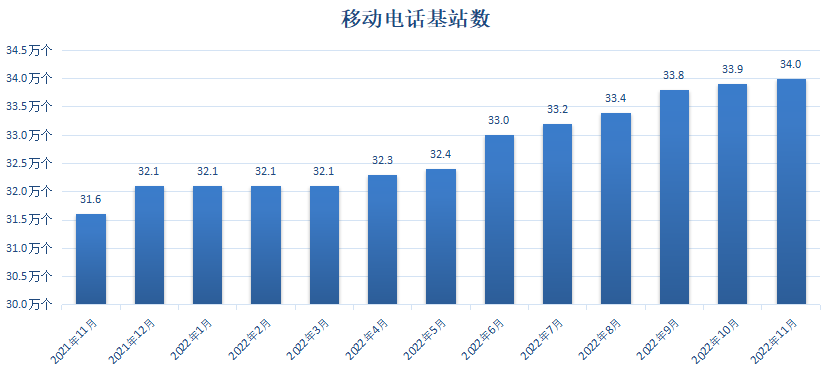 移动电话基站数
34.5万个
34.0万个
33.5万个
33.0万个
32.5万个
32.0万个
31.5万个
31.0万个
30.5万个
30.0万个
31.6
32.1
32.1
32.1
32.1
32.3
32.4
33.0
33.2
33.4
33.8
33.9
34.0
2021年11月
2021年12月
2022年1月
2022年2月
2022年3月
2022年4月
2022年5月
2022年6月
2022年7月
2022年8月
2022年9月
2022年10月
2022年11月